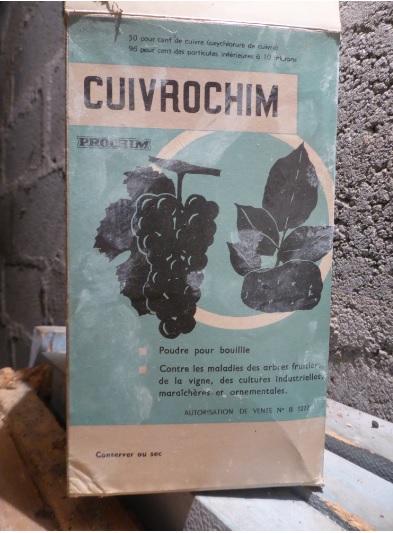 50 pour cent de cuivre (oxychlorure de cuivre)
96 pour cent des particules inférieures à 10 microns
CUIVROCHIM
PROCHIM
Poudre pour bouillie
Contre les maladies des arbres fruitiers,
de la vigne, des cultures industrielles,
maraîchères et ornementales.
AUTORISATION DE VENTE N° B
Conserver au sec